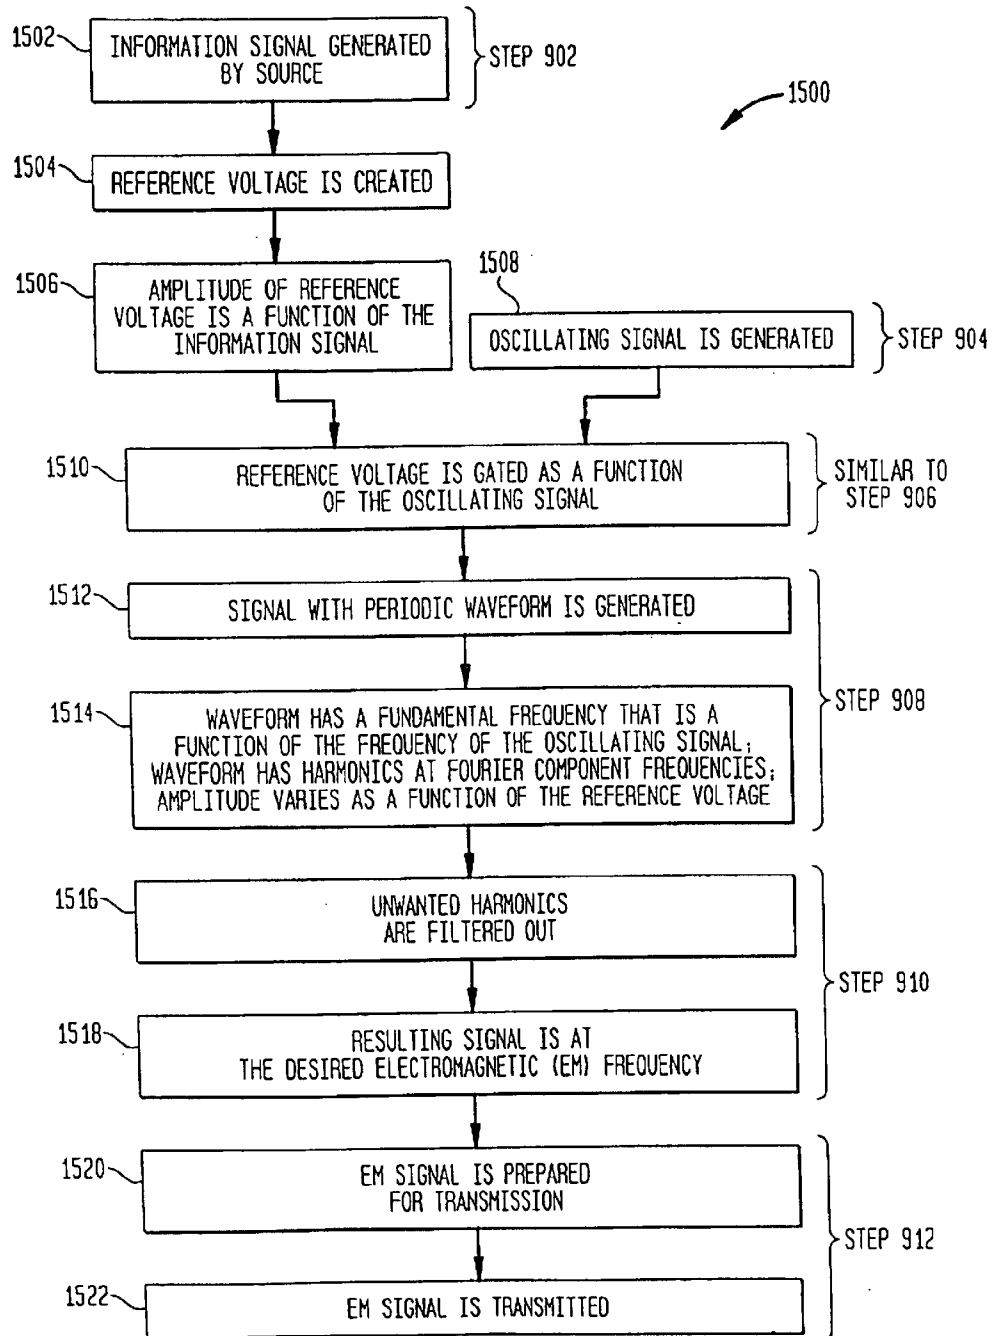 1502
INFORMATION SIGNAL GENERATED
BY SOURCE
STEP 902
1500
1504
REFERENCE VOLTAGE IS CREATED
1506
AMPLITUDE OF REFERENCE
VOLTAGE IS A FUNCTION OF THE
INFORMATION SIGNAL
1508
OSCILLATING SIGNAL IS GENERATED
STEP 904
1510
REFERENCE VOLTAGE IS GATED AS A FUNCTION
OF THE OSCILLATING SIGNAL
SIMILAR TO
STEP 906
1512
SIGNAL WITH PERIODIC WAVEFORM IS GENERATED
1514
WAVEFORM HAS A FUNDAMENTAL FREQUENCY THAT IS A
FUNCTION OF THE FREQUENCY OF THE OSCILLATING SIGNAL;
WAVEFORM HAS HARMONICS AT FOURIER COMPONENT FREQUENCIES;
AMPLITUDE VARIES AS A FUNCTION OF THE REFERENCE VOLTAGE
STEP 908
1516
UNWANTED HARMONICS
ARE FILTERED OUT
1518
RESULTING SIGNAL IS AT
THE DESIRED ELECTROMAGNETIC (EM) FREQUENCY
STEP 910
1520
EM SIGNAL IS PREPARED
FOR TRANSMISSION
STEP 912
1522
EM SIGNAL IS TRANSMITTED